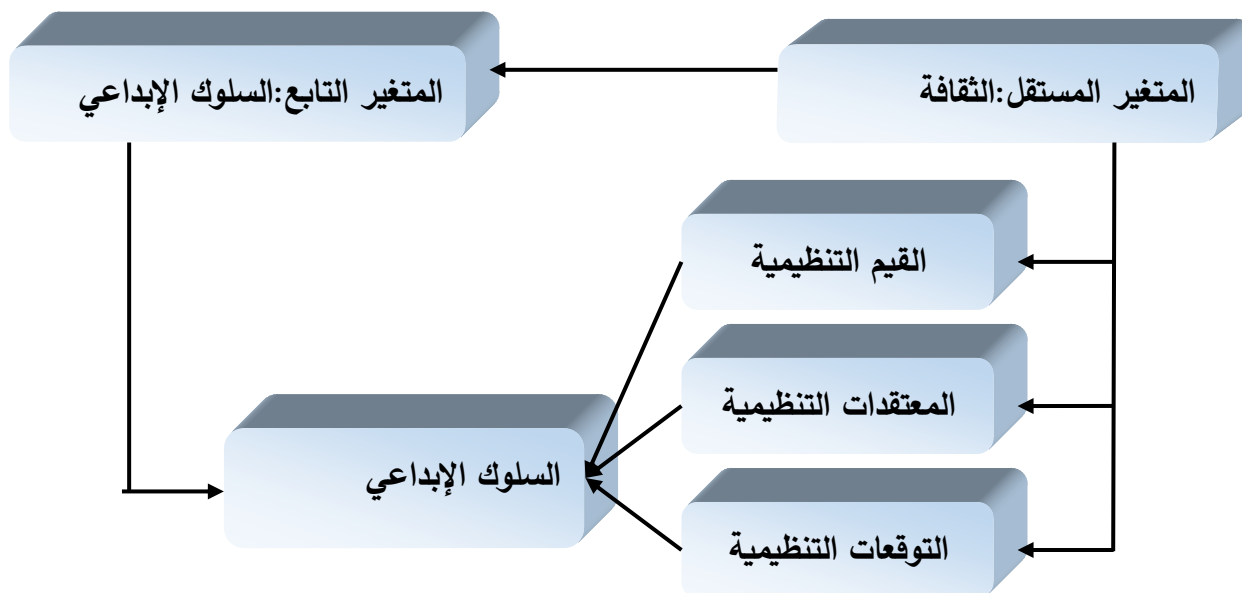 المتغير المستقل:الثقافة
المتغير التابع:السلوك الإبداعي
القيم التنظيمية
المعتقدات التنظيمية
السلوك الإبداعي
التوقعات التنظيمية